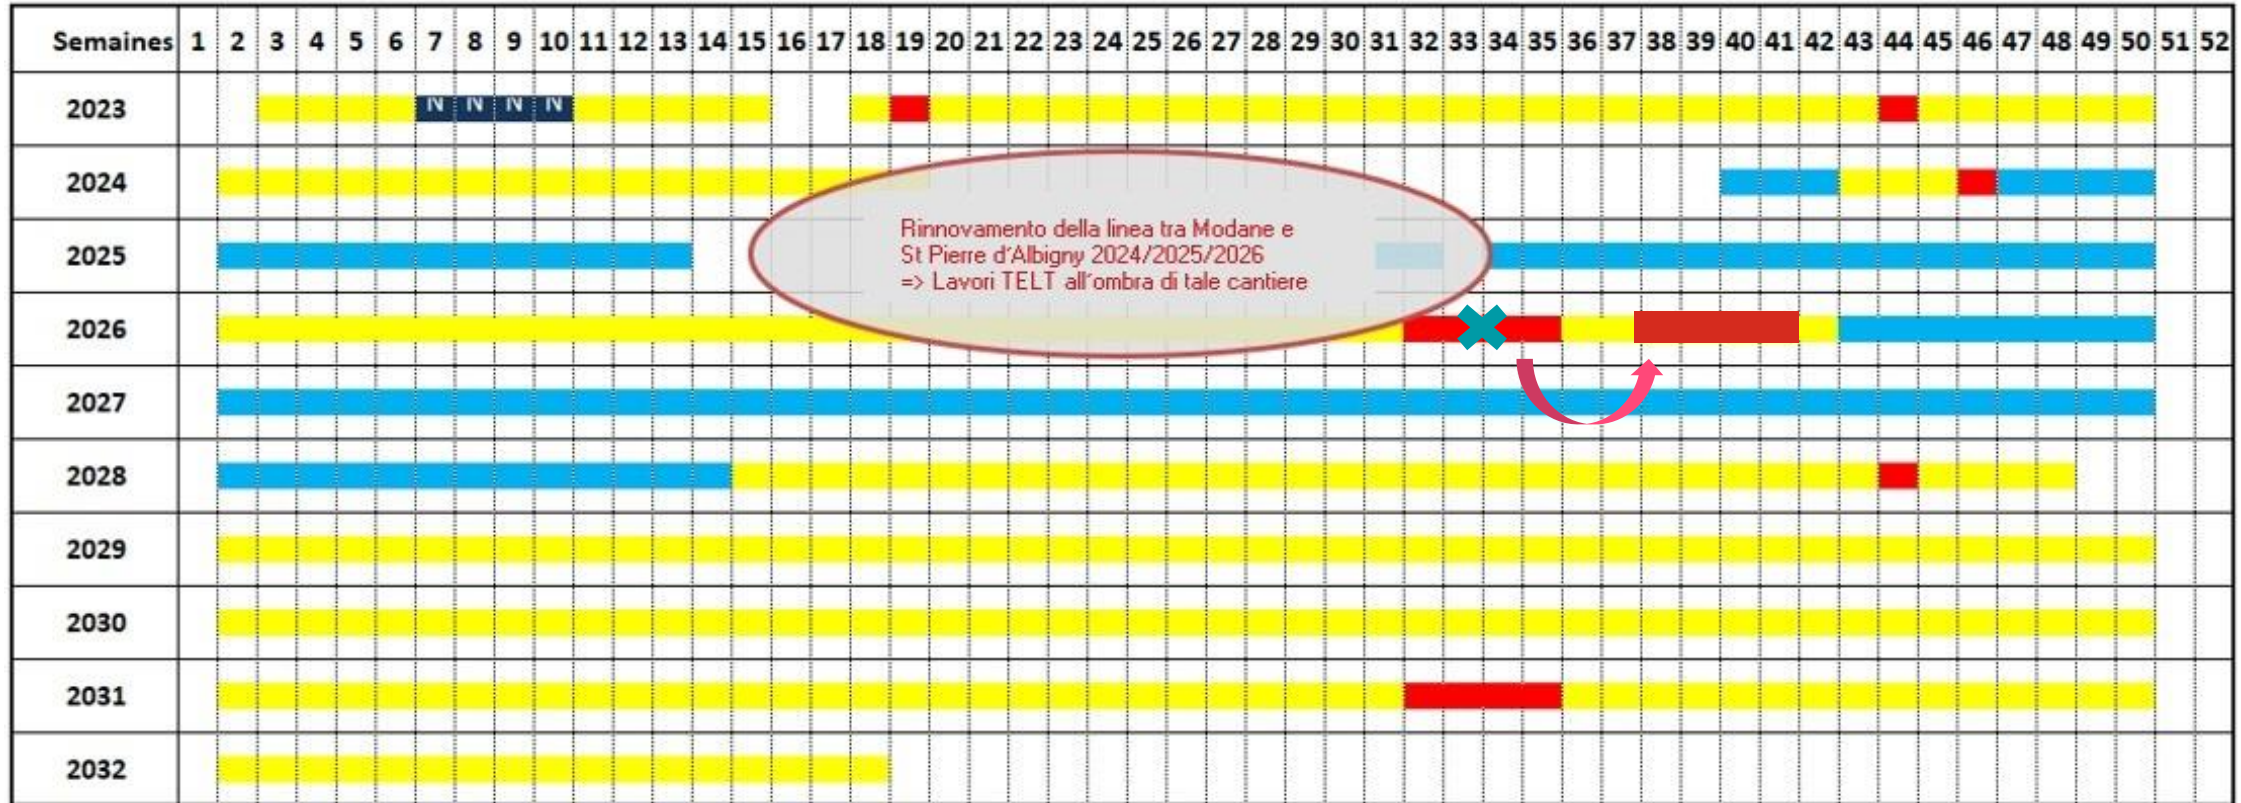 Semaines 1 2 3 4 5 6 7 8 9 10 11 12 13 14 15 16 17 18 19 20 21 22 23 24 25 26 27 28 29 30 31 32 33 34 35 36 37 38 39 40 41 42 43 44 45 46 47 48 49 50 51 52
2023 N N N N
2024
Rinnovamento della linea tra Modane e
2025 St Pierre d'Albigny 2024/2025/2026
=> Lavori TELT all'ombra di tale cantiere
2026
2027
2028
2029
2030
2031
2032